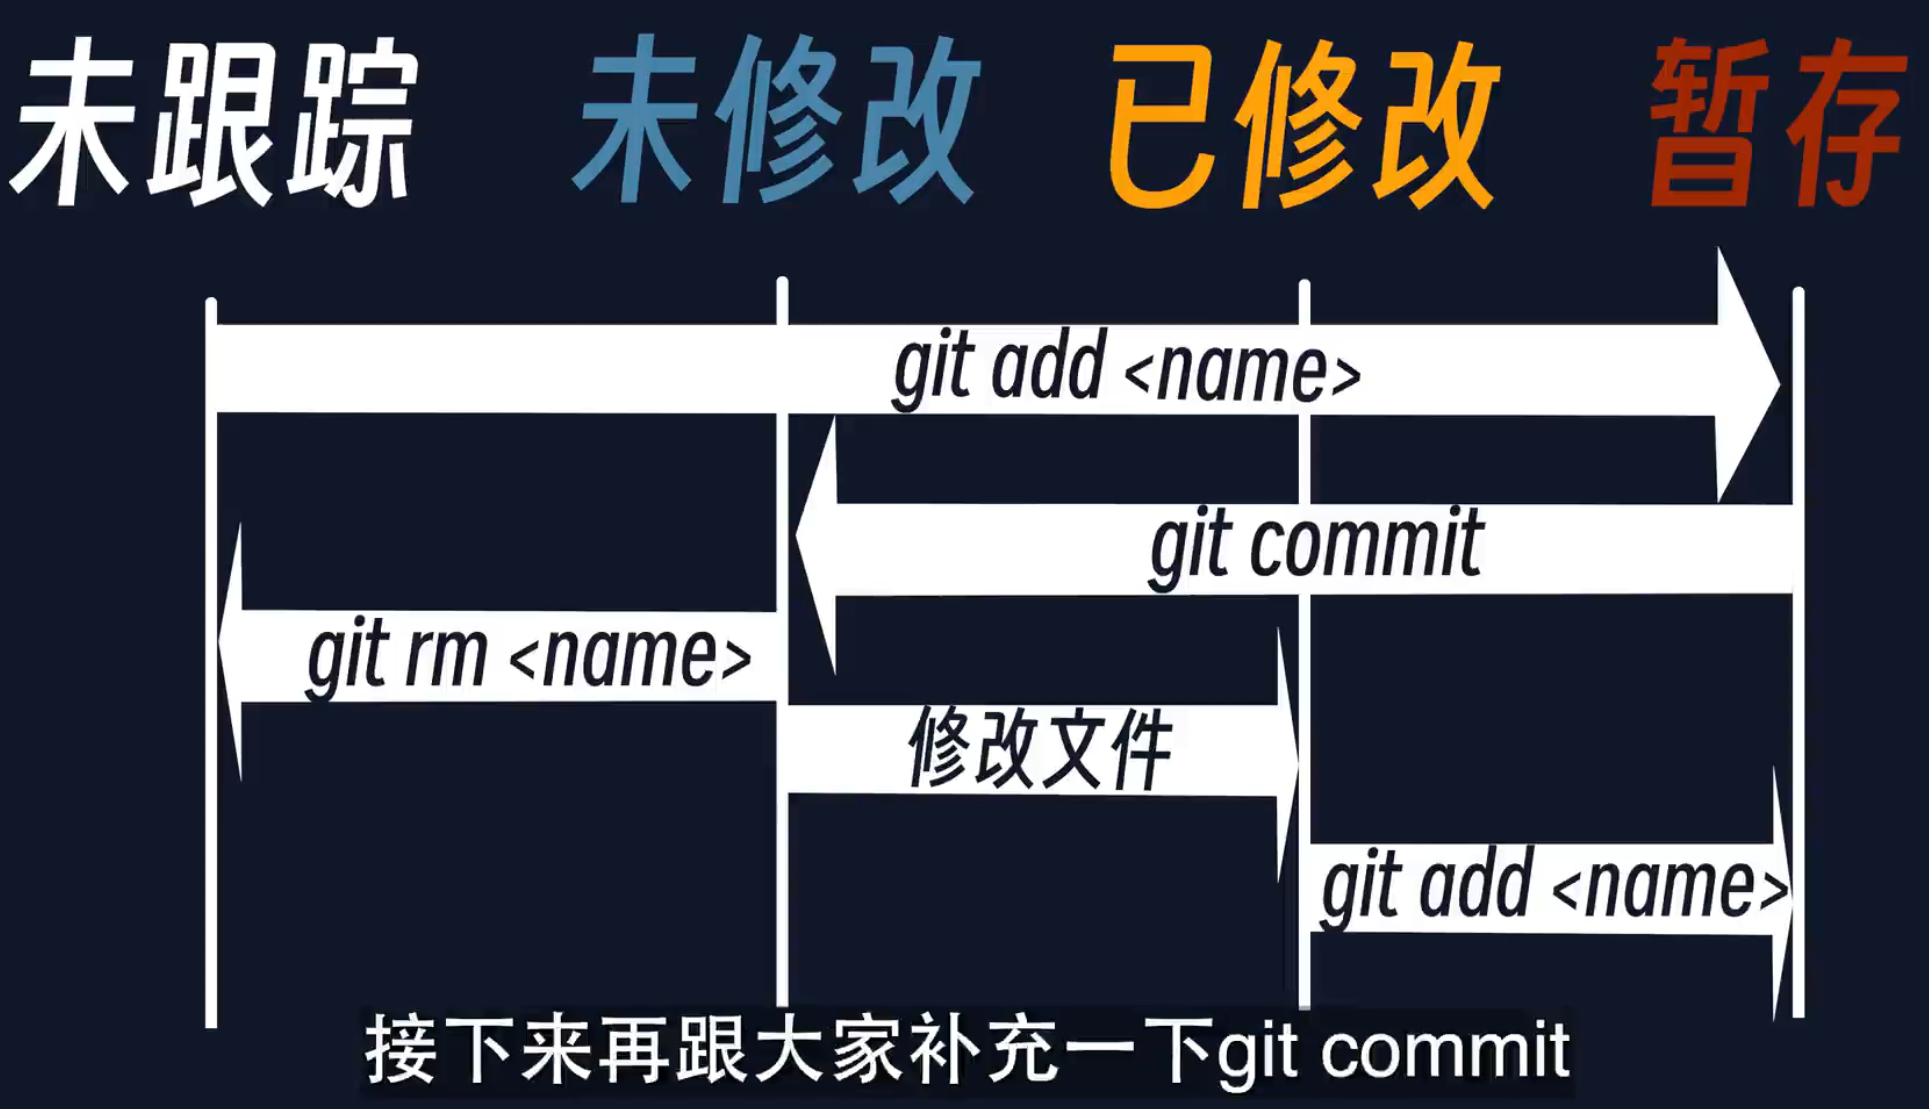 未跟踪 未修改 已修改 暂存
git add <name>
git commit
git rm <name>
修改文件
git add <name>
接下来再跟大家补充一下git commit